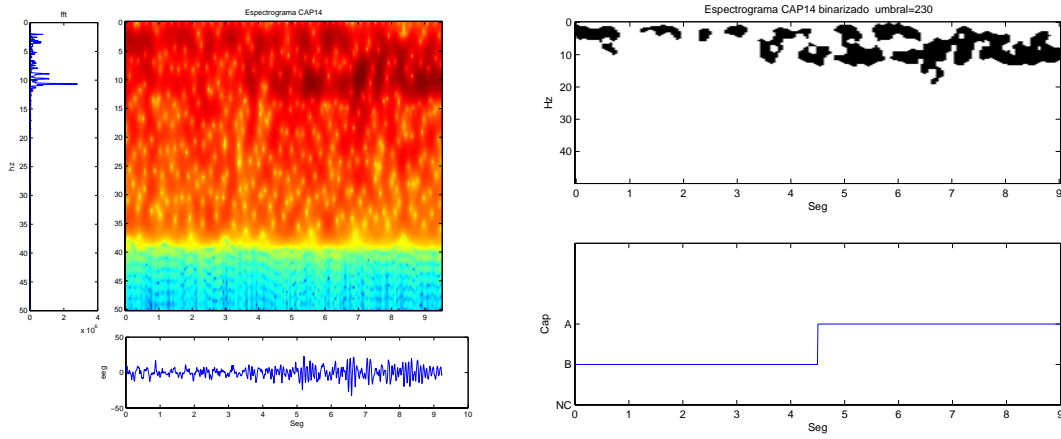 fft
Espectrograma CAP14
0
5
10
15
20
25
30
35
40
45
50
hz
0 2 4
x 10^6
0
5
10
15
20
25
30
35
40
45
50
0 1 2 3 4 5 6 7 8 9
50
0
−50
eeg
0 1 2 3 4 5 6 7 8 9 10
Seg
Espectrograma CAP14 binarizado umbral=230
0
10
20
30
40
Hz
0 1 2 3 4 5 6 7 8 9
Seg
A
B
NC
Cap
0 1 2 3 4 5 6 7 8 9
Seg